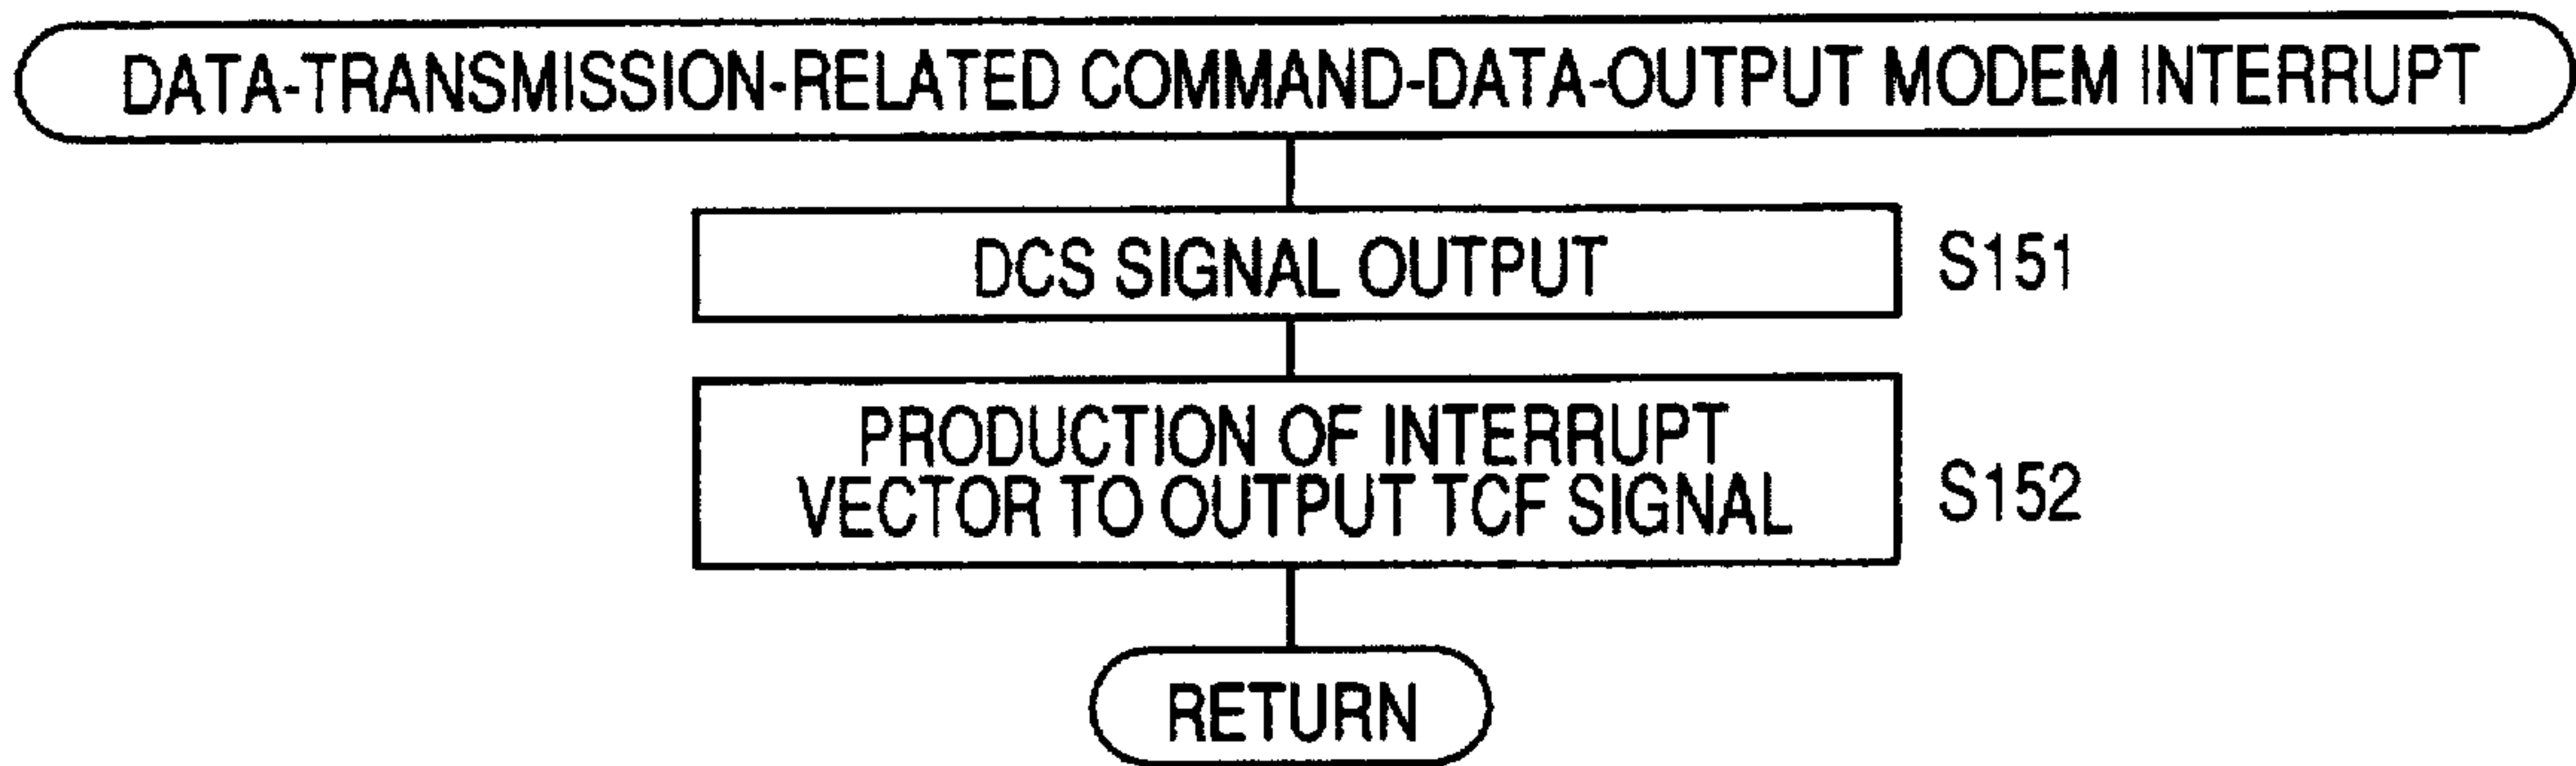 DATA-TRANSMISSION-RELATED COMMAND-DATA-OUTPUT MODEM INTERRUPT
DCS SIGNAL OUTPUT
S151
PRODUCTION OF INTERRUPT
VECTOR TO OUTPUT TCF SIGNAL
S152
RETURN